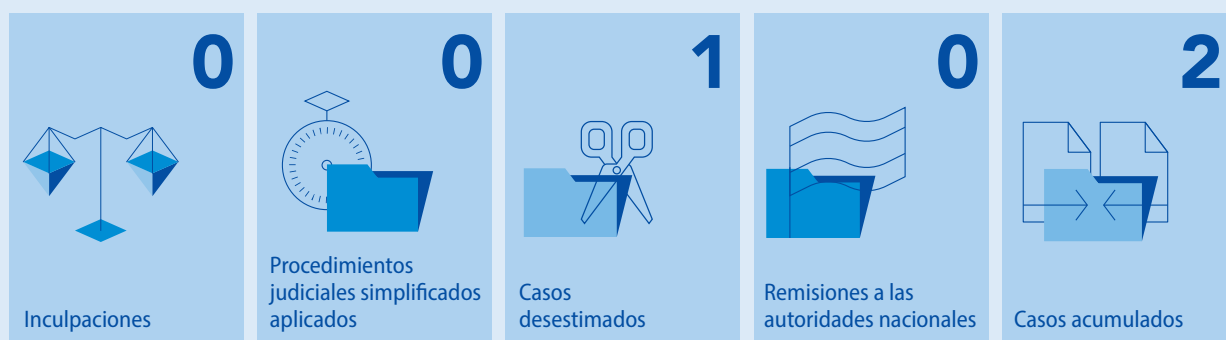 0
Inculpaciones
0
Procedimientos
judiciales simplificados
aplicados
1
Casos
desestimados
0
Remisiones a las
autoridades nacionales
2
Casos acumulados